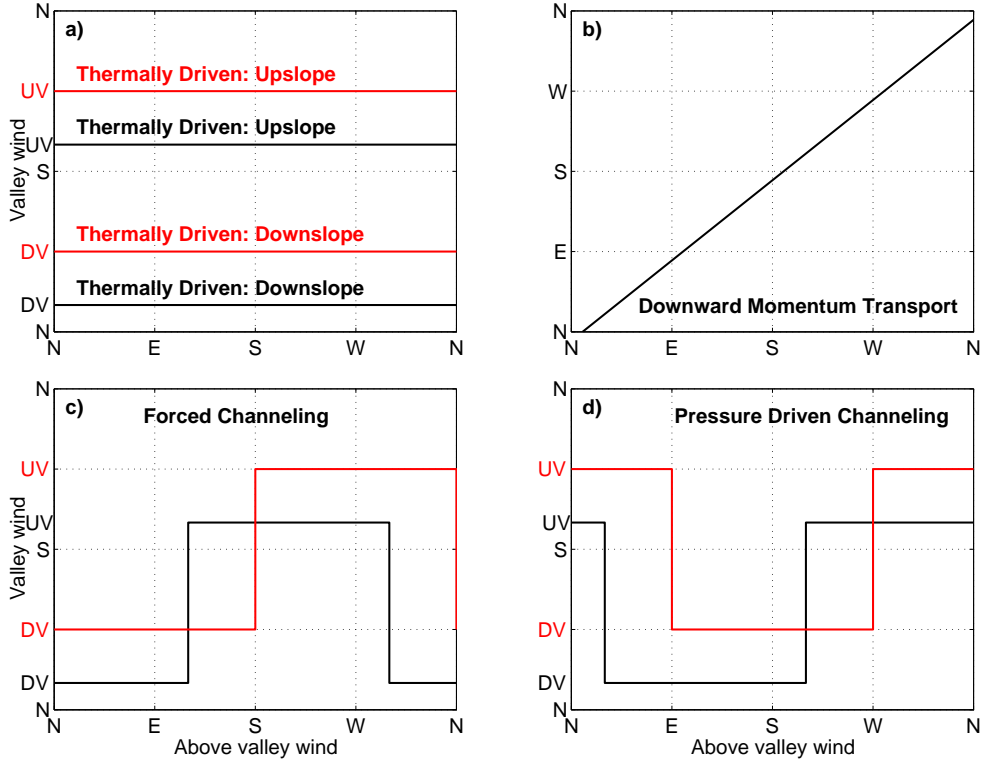 N
a)
Thermally Driven: Upslope
UV
Thermally Driven: Upslope
UV
S
Valley wind
Thermally Driven: Downslope
DV
Thermally Driven: Downslope
DV
N
N E S W N
N
b)
W
S
E
Downward Momentum Transport
N
N E S W N
N
c)
Forced Channeling
UV
UV
S
Valley wind
DV
DV
N
N E S W N
Above valley wind
N
d)
Pressure Driven Channeling
UV
UV
S
DV
DV
N
N E S W N
Above valley wind